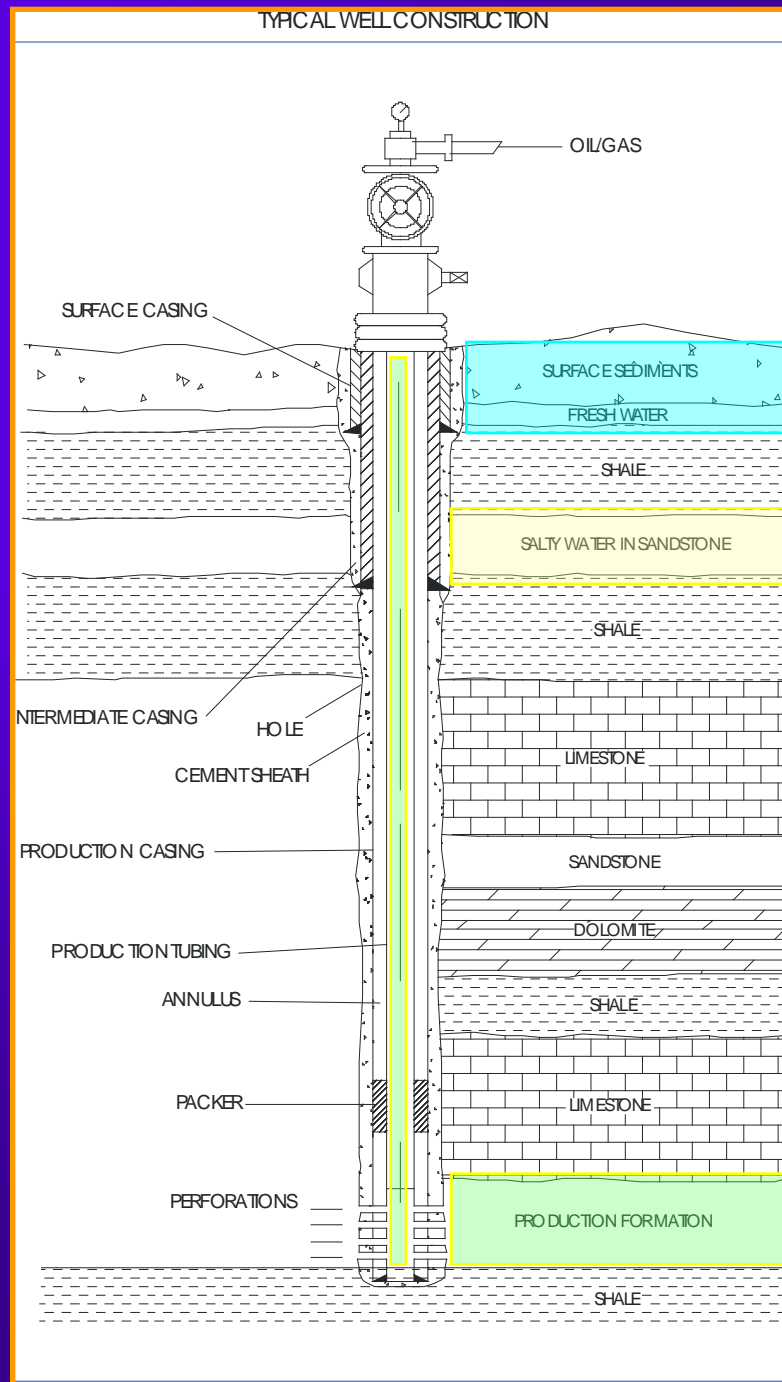 TYPICAL WELL CONSTRUCTION
OIL/GAS
SURFACE CASING
SURFACE SEDIMENTS
FRESH WATER
SHALE
SALTY WATER IN SANDSTONE
SHALE
NTERMEDIATE CASING
HOLE
LIMESTONE
CEMENT SHEATH
PRODUCTION CASING
SANDSTONE
DOLOMITE
PRODUCTION TUBING
ANNULUS
SHALE
PACKER
LIMESTONE
PERFORATIONS
PRODUCTION FORMATION
SHALE